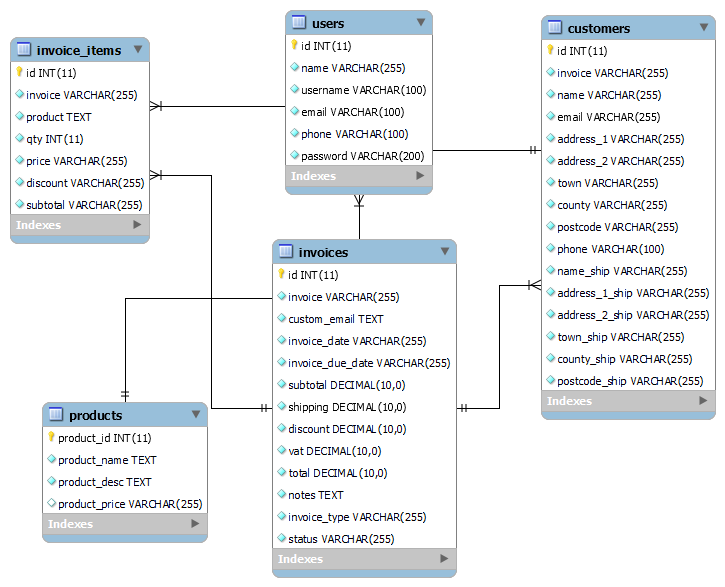 invoice_items
id INT(11)
invoice VARCHAR(255)
product TEXT
qty INT(11)
price VARCHAR(255)
discount VARCHAR(255)
subtotal VARCHAR(255)
Indexes
users
id INT(11)
name VARCHAR(255)
username VARCHAR(100)
email VARCHAR(100)
phone VARCHAR(100)
password VARCHAR(200)
Indexes
customers
id INT(11)
invoice VARCHAR(255)
name VARCHAR(255)
email VARCHAR(255)
address_1 VARCHAR(255)
address_2 VARCHAR(255)
town VARCHAR(255)
county VARCHAR(255)
postcode VARCHAR(255)
phone VARCHAR(100)
name_ship VARCHAR(255)
address_1_ship VARCHAR(255)
address_2_ship VARCHAR(255)
town_ship VARCHAR(255)
county_ship VARCHAR(255)
postcode_ship VARCHAR(255)
Indexes
invoices
id INT(11)
invoice VARCHAR(255)
custom_email TEXT
invoice_date VARCHAR(255)
invoice_due_date VARCHAR(255)
subtotal DECIMAL(10,0)
shipping DECIMAL(10,0)
discount DECIMAL(10,0)
vat DECIMAL(10,0)
total DECIMAL(10,0)
notes TEXT
invoice_type VARCHAR(255)
status VARCHAR(255)
Indexes
products
product_id INT(11)
product_name TEXT
product_desc TEXT
product_price VARCHAR(255)
Indexes